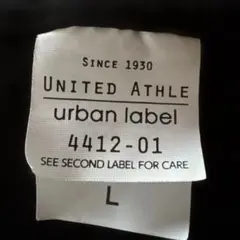 SINCE 1930
UNITED ATHLE
urban label
4412-01
SEE SECOND LABEL FOR CARE
L